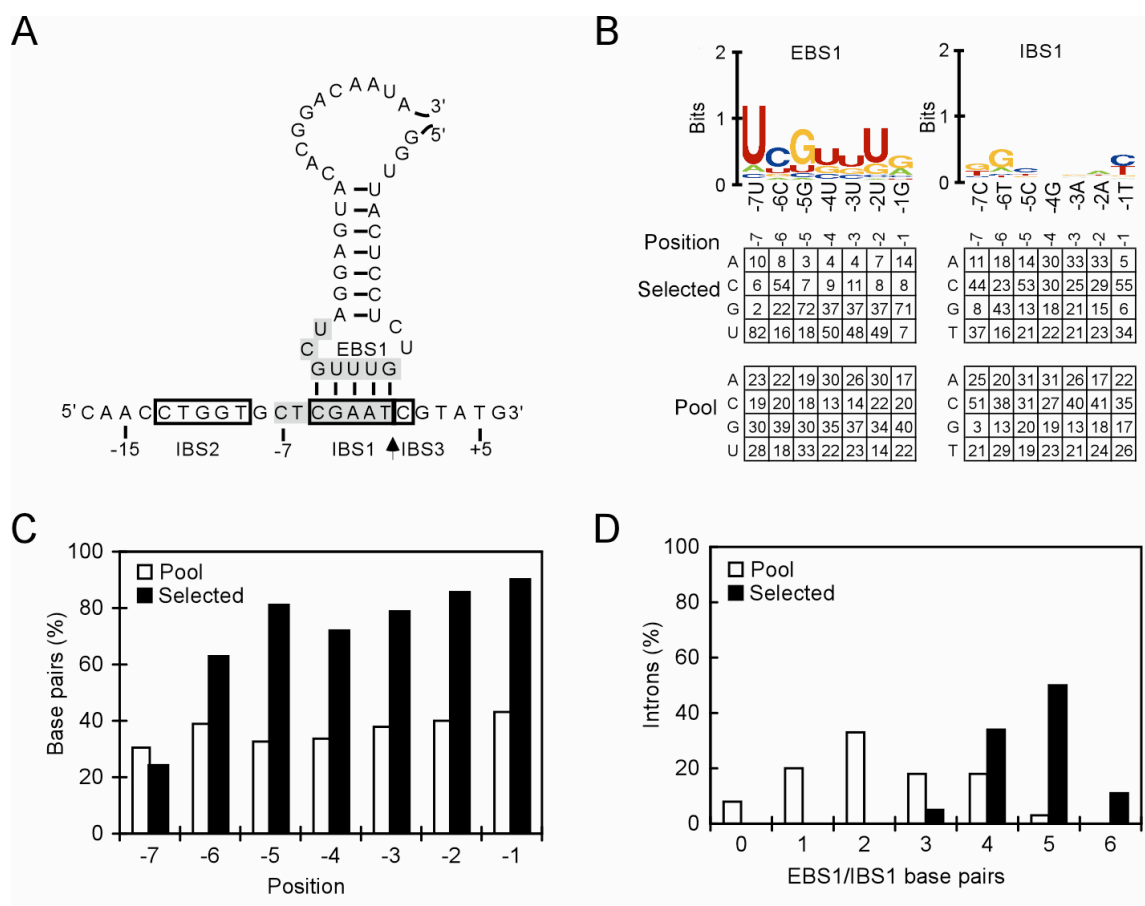 A
GGACAAUA 3'
5'
CACG
GGU
AUGAGGA
UACUCCU
UC
CU
EBS1
GUUUG
5' CAACCTGGTGCTCGAATCGTATG3'
-15 IBS2 -7 IBS1 IBS3 +5
B
EBS1 IBS1
2 2
Bits 1 Bits 1
0 0
-7U -6C -5G -4U -3U -2U -1G
-7C -6T -5C -4G -3A -2A -1T
Position -7 -6 -5 -4 -3 -2 -1
-7 -6 -5 -4 -3 -2 -1
Selected
A 10 8 3 4 4 7 14
C 6 54 7 9 11 8 8
G 2 22 72 37 37 37 71
U 82 16 18 50 48 49 7
A 11 18 14 30 33 33 5
C 44 23 53 30 25 29 55
G 8 43 13 18 21 15 6
T 37 16 21 22 21 23 34
Pool
A 23 22 19 30 26 30 17
C 19 20 18 13 14 22 20
G 30 39 30 35 37 34 40
U 28 18 33 22 23 14 22
A 25 20 31 31 26 17 22
C 51 38 31 27 40 41 35
G 3 13 20 19 13 18 17
T 21 29 19 23 21 24 26
C
Base pairs (%)
100
80
60
40
20
0
Pool
Selected
-7 -6 -5 -4 -3 -2 -1
Position
D
Introns (%)
100
80
60
40
20
0
Pool
Selected
0 1 2 3 4 5 6
EBS1/IBS1 base pairs